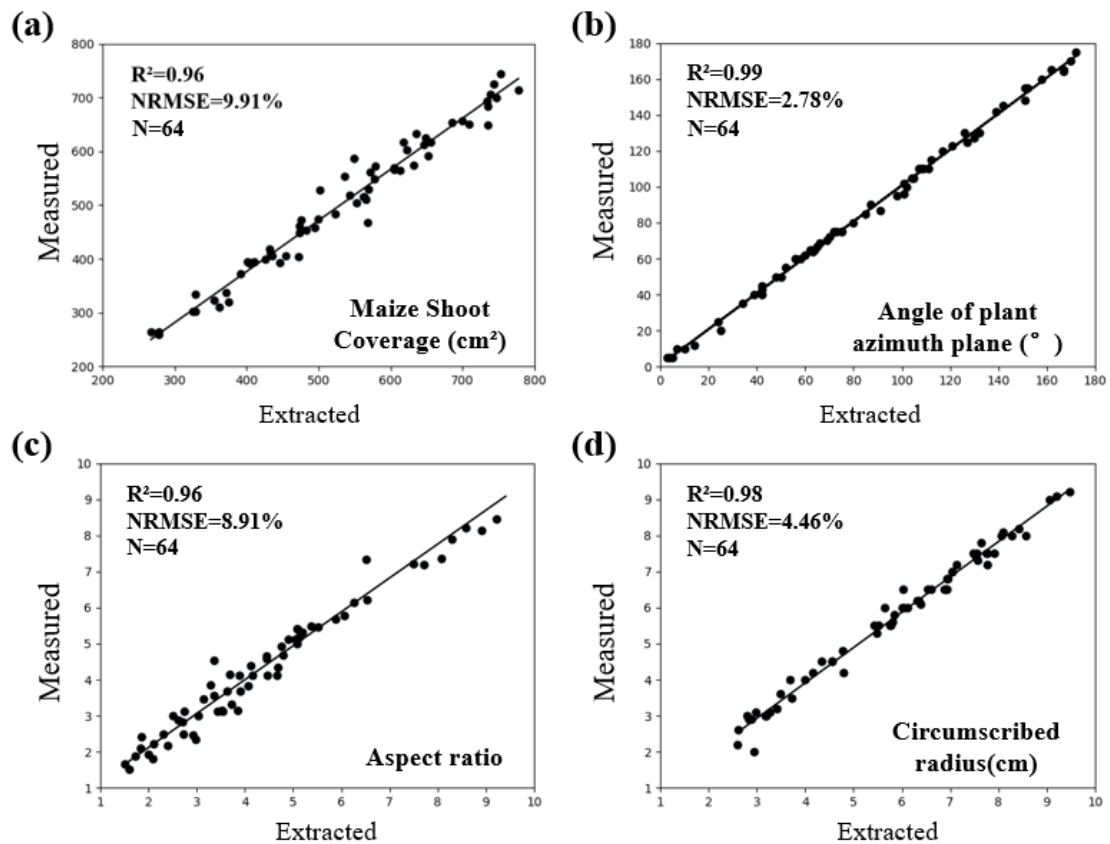 (a)
800
700
600
500
400
300
200
Measured
R²=0.96
NRMSE=9.91%
N=64
Maize Shoot
Coverage (cm²)
200 300 400 500 600 700 800
Extracted
(b)
180
160
140
120
100
80
60
40
20
0
Measured
R²=0.99
NRMSE=2.78%
N=64
Angle of plant
azimuth plane (°)
0 20 40 60 80 100 120 140 160 180
Extracted
(c)
10
9
8
7
6
5
4
3
2
1
Measured
R²=0.96
NRMSE=8.91%
N=64
Aspect ratio
1 2 3 4 5 6 7 8 9 10
Extracted
(d)
10
9
8
7
6
5
4
3
2
1
Measured
R²=0.98
NRMSE=4.46%
N=64
Circumscribed
radius(cm)
1 2 3 4 5 6 7 8 9 10
Extracted